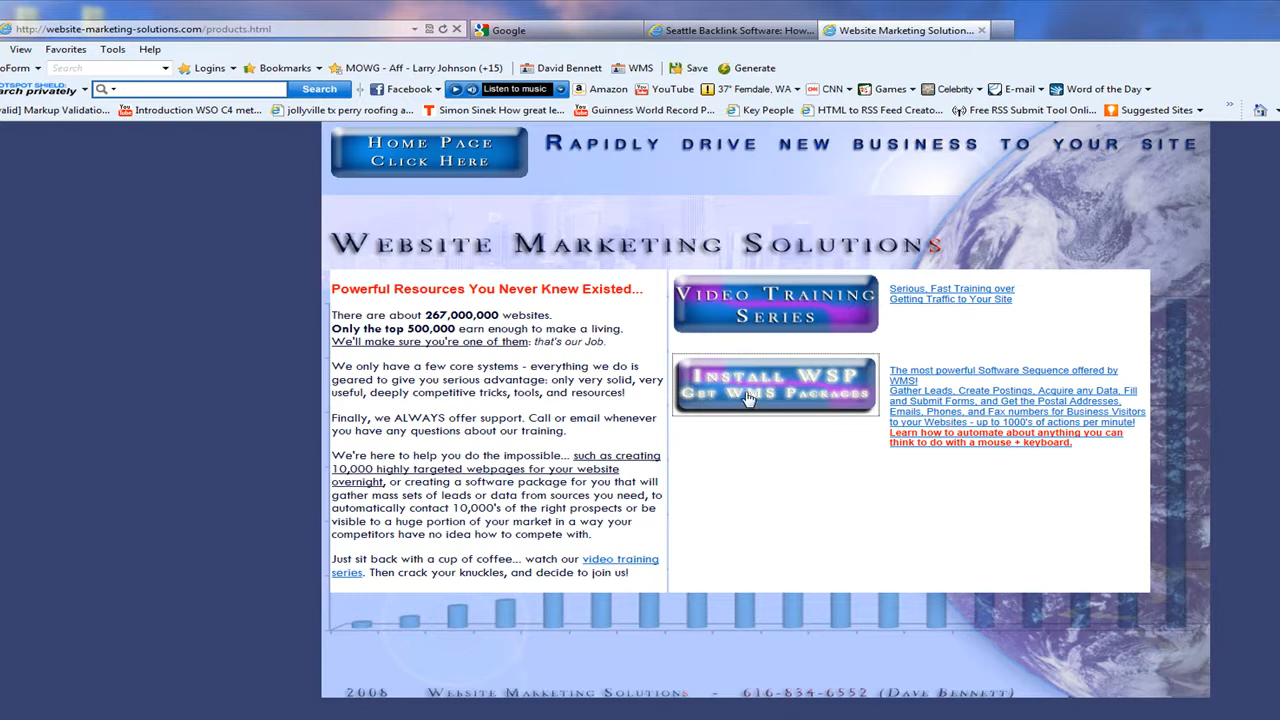 http://website-marketing-solutions.com/products.html
Google
Seattle Backlink Software: How...
Website Marketing Solution...
View Favorites Tools Help
oForm Search Logins Bookmarks MOWG - Aff - Larry Johnson (+15) David Bennett WMS Save Generate
OTSPOT SHIELD:
arch privately Search Facebook Listen to music Amazon YouTube 37° Ferndale, WA CNN Games Celebrity E-mail Word of the Day
valid] Markup Validatio... Introduction WSO C4 met... jollyville tx perry roofing a... Simon Sinek How great le... Guinness World Record P... Key People HTML to RSS Feed Creato... Free RSS Submit Tool Onli... Suggested Sites
Home Page
Click Here
Rapidly drive new business to your site
Website Marketing Solutions
Powerful Resources You Never Knew Existed...
There are about 267,000,000 websites.
Only the top 500,000 earn enough to make a living.
We'll make sure you're one of them: that's our Job.
We only have a few core systems - everything we do is
geared to give you serious advantage: only very solid, very
useful, deeply competitive tricks, tools, and resources!
Finally, we ALWAYS offer support. Call or email whenever
you have any questions about our training.
We're here to help you do the impossible... such as creating
10,000 highly targeted webpages for your website
overnight, or creating a software package for you that will
gather mass sets of leads or data from sources you need, to
automatically contact 10,000's of the right prospects or be
visible to a huge portion of your market in a way your
competitors have no idea how to compete with.
Just sit back with a cup of coffee... watch our video training
series. Then crack your knuckles, and decide to join us!
Video Training
Series
Serious, Fast Training over
Getting Traffic to Your Site
Install WSP
Get WMS Packages
The most powerful Software Sequence offered by
WMS!
Gather Leads, Create Postings, Acquire any Data, Fill
and Submit Forms, and Get the Postal Addresses,
Emails, Phones, and Fax numbers for Business Visitors
to your Websites - up to 1000's of actions per minute!
Learn how to automate about anything you can
think to do with a mouse + keyboard.
2008 Website Marketing Solutions - 616-834-6552 (Dave Bennett)